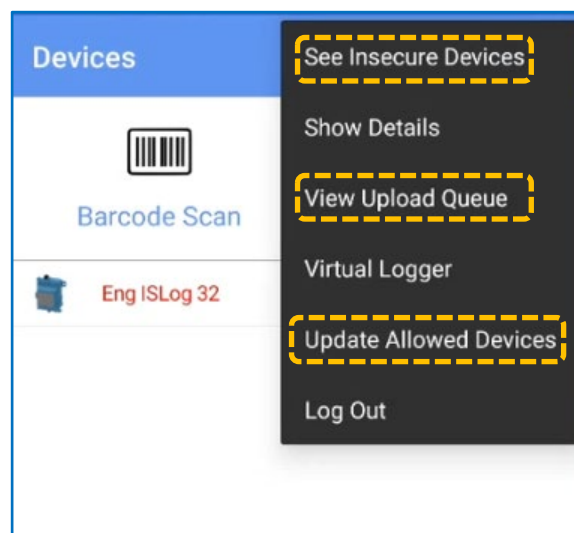 Devices
Barcode Scan
Eng ISLog 32
See Insecure Devices
Show Details
View Upload Queue
Virtual Logger
Update Allowed Devices
Log Out